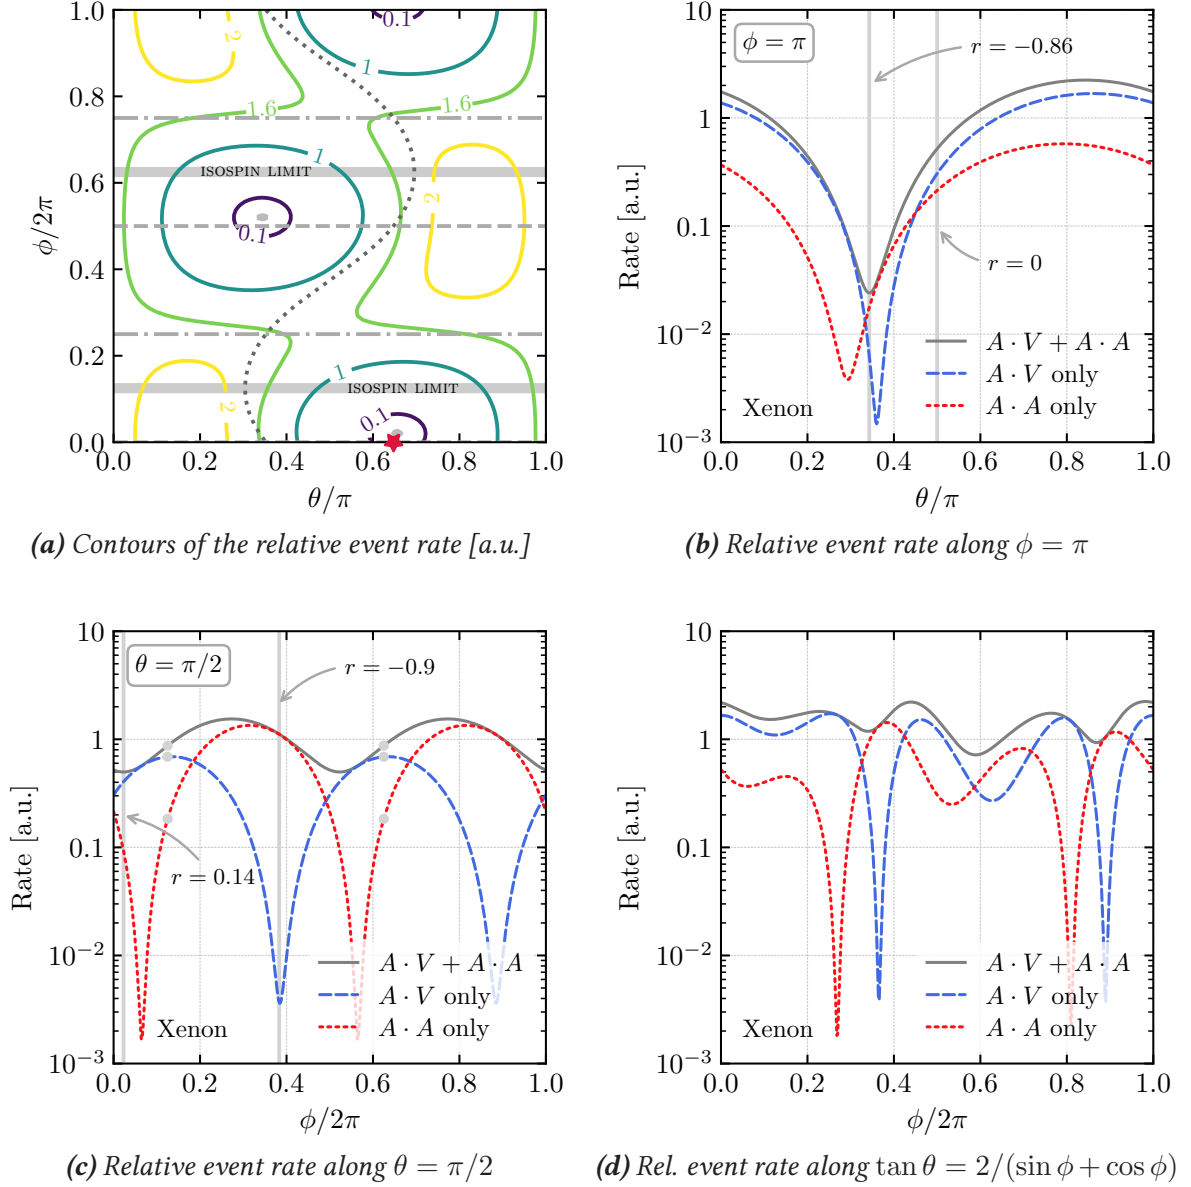 1.0
0.8
0.6
0.4
0.2
0.0
ϕ/2π
0.0 0.2 0.4 0.6 0.8 1.0
θ/π
2
0.1
1
1.6
1.6
1
ISOSPIN LIMIT
2
0.1
1
ISOSPIN LIMIT
2
0.1
(a) Contours of the relative event rate [a.u.]
10
1
0.1
10⁻²
10⁻³
Rate [a.u.]
ϕ = π
r = −0.86
r = 0
A · V + A · A
A · V only
A · A only
Xenon
0.0 0.2 0.4 0.6 0.8 1.0
θ/π
(b) Relative event rate along ϕ = π
10
1
0.1
10⁻²
10⁻³
Rate [a.u.]
θ = π/2
r = −0.9
r = 0.14
A · V + A · A
A · V only
A · A only
Xenon
0.0 0.2 0.4 0.6 0.8 1.0
ϕ/2π
(c) Relative event rate along θ = π/2
10
1
0.1
10⁻²
10⁻³
Rate [a.u.]
A · V + A · A
A · V only
A · A only
Xenon
0.0 0.2 0.4 0.6 0.8 1.0
ϕ/2π
(d) Rel. event rate along tan θ = 2/(sin ϕ + cos ϕ)